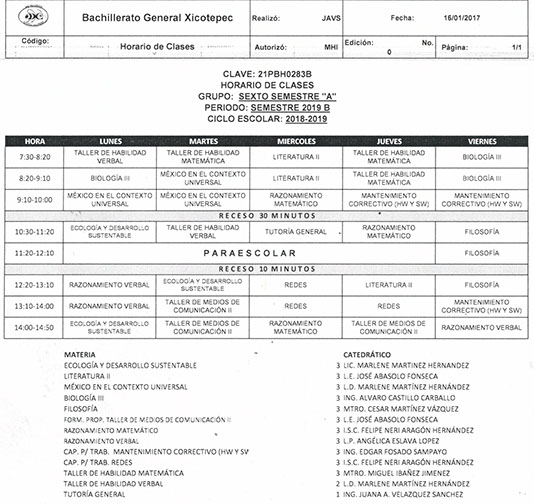 Bachillerato General Xicotepec Realizó: JAVS Fecha: 16/01/2017
Código: Horario de Clases Autorizó: MHI Edición: 0 No. Página: 1/1
CLAVE: 21PBH0283B
HORARIO DE CLASES
GRUPO: SEXTO SEMESTRE "A"
PERIODO: SEMESTRE 2019 B
CICLO ESCOLAR: 2018-2019
HORA LUNES MARTES MIERCOLES JUEVES VIERNES
7:30-8:20 TALLER DE HABILIDAD VERBAL TALLER DE HABILIDAD MATEMÁTICA LITERATURA II TALLER DE HABILIDAD MATEMÁTICA BIOLOGÍA III
8:20-9:10 BIOLOGÍA III MÉXICO EN EL CONTEXTO UNIVERSAL LITERATURA II TALLER DE HABILIDAD MATEMÁTICA BIOLOGÍA III
9:10-10:00 MÉXICO EN EL CONTEXTO UNIVERSAL MÉXICO EN EL CONTEXTO UNIVERSAL RAZONAMIENTO MATEMÁTICO MANTENIMIENTO CORRECTIVO (HW Y SW) MANTENIMIENTO CORRECTIVO (HW Y SW)
RECESO 30 MINUTOS
10:30-11:20 ECOLOGÍA Y DESARROLLO SUSTENTABLE TALLER DE HABILIDAD VERBAL TUTORÍA GENERAL RAZONAMIENTO MATEMÁTICO FILOSOFÍA
11:20-12:10 PARAESCOLAR FILOSOFÍA
RECESO 10 MINUTOS
12:20-13:10 RAZONAMIENTO VERBAL ECOLOGÍA Y DESARROLLO SUSTENTABLE REDES LITERATURA II FILOSOFÍA
13:10-14:00 RAZONAMIENTO VERBAL TALLER DE MEDIOS DE COMUNICACIÓN II REDES REDES MANTENIMIENTO CORRECTIVO (HW Y SW)
14:00-14:50 ECOLOGÍA Y DESARROLLO SUSTENTABLE TALLER DE MEDIOS DE COMUNICACIÓN II RAZONAMIENTO MATEMÁTICO TALLER DE MEDIOS DE COMUNICACIÓN II RAZONAMIENTO VERBAL
MATERIA CATEDRÁTICO
ECOLOGÍA Y DESARROLLO SUSTENTABLE 3 LIC. MARLENE MARTINEZ HERNANDEZ
LITERATURA II 3 L.E. JOSÉ ABASOLO FONSECA
MÉXICO EN EL CONTEXTO UNIVERSAL 3 L.D. MARLEN MARTÍNEZ HERNÁNDEZ
BIOLOGÍA III 3 ING. ALVARO CASTILLO CARBALLO
FILOSOFÍA 3 MTRO. CESAR MARTÍNEZ VÁZQUEZ
FORM. PROP. TALLER DE MEDIOS DE COMUNICACIÓN II 3 L.E. JOSÉ ABASOLO FONSECA
RAZONAMIENTO MATEMÁTICO 3 I.S.C. FELIPE NERI ARAGÓN HERNÁNDEZ
RAZONAMIENTO VERBAL 3 L.P. ANGÉLICA ESLAVA LOPEZ
CAP. P/ TRAB. MANTENIMIENTO CORRECTIVO (HW Y SW 3 ING. EDGAR FOSADO SAMPAYO
CAP. P/ TRAB. REDES 3 I.S.C. FELIPE NERI ARAGÓN HERNÁNDEZ
TALLER DE HABILIDAD MATEMÁTICA 3 MTRO. MIGUEL IBAÑEZ JIMENEZ
TALLER DE HABILIDAD VERBAL 2 L.D. MARLENE MARTÍNEZ HERNÁNDEZ
TUTORÍA GENERAL 1 ING. JUANA A. VELAZQUEZ SANCHEZ